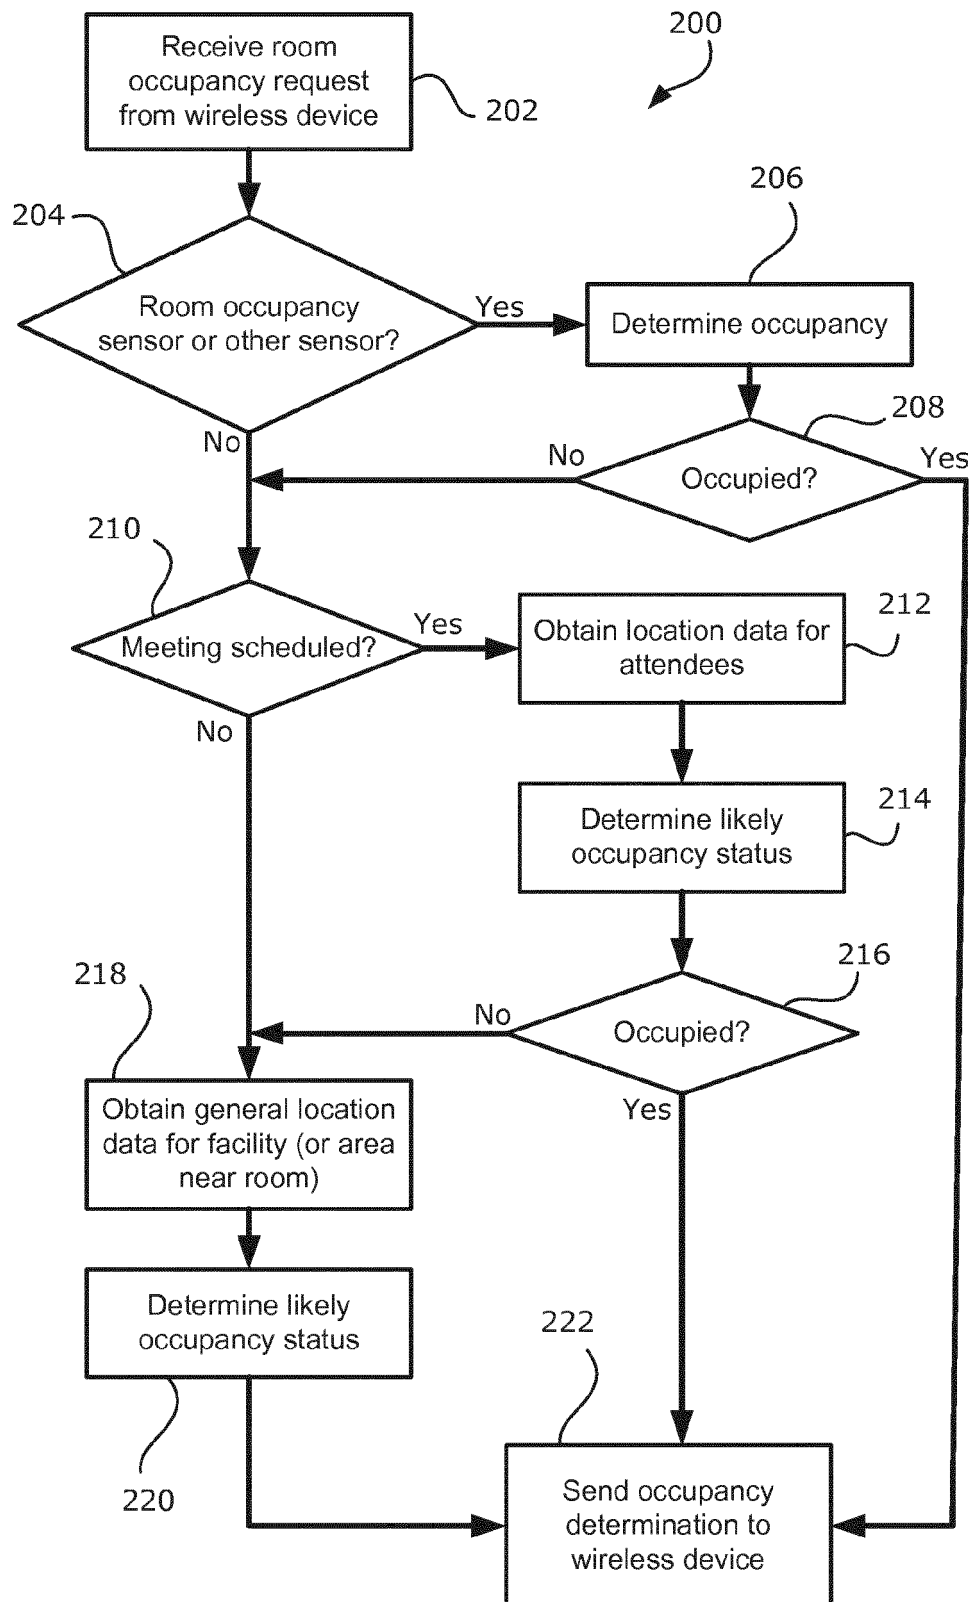 Receive room
occupancy request
from wireless device
202
200
204
Room occupancy
sensor or other sensor?
Yes
No
206
Determine occupancy
208
Occupied?
No
Yes
210
Meeting scheduled?
Yes
No
212
Obtain location data for
attendees
214
Determine likely
occupancy status
216
Occupied?
No
Yes
218
Obtain general location
data for facility (or area
near room)
Determine likely
occupancy status
220
222
Send occupancy
determination to
wireless device